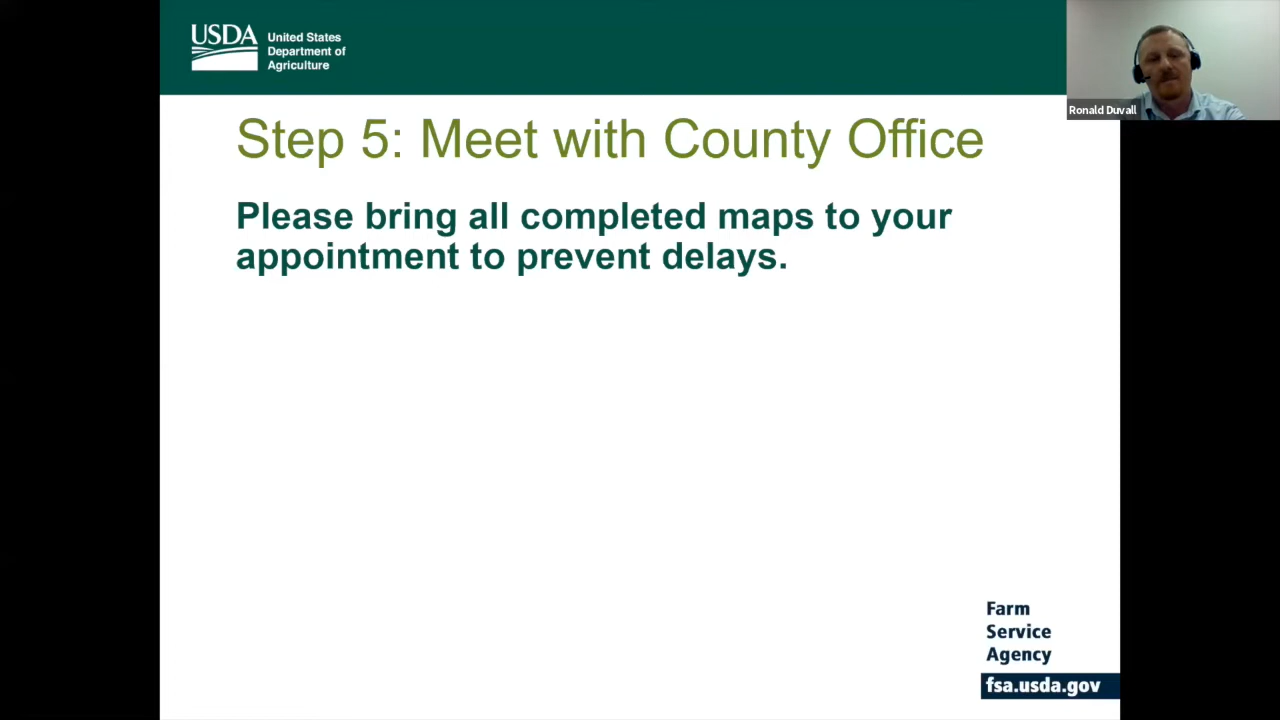 USDA
United States
Department of
Agriculture
Ronald Duvall
Step 5: Meet with County Office
Please bring all completed maps to your
appointment to prevent delays.
Farm
Service
Agency
fsa.usda.gov